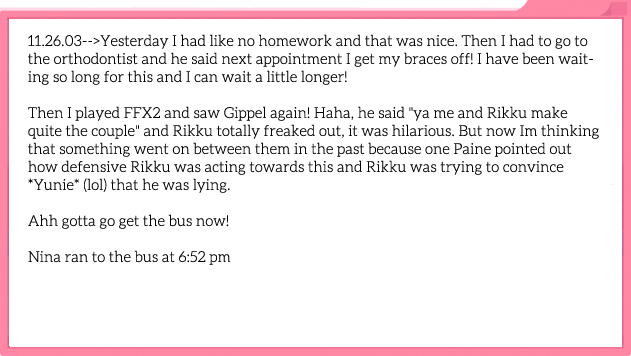 11.26.03-->Yesterday I had like no homework and that was nice. Then I had to go to
the orthodontist and he said next appointment I get my braces off! I have been wait-
ing so long for this and I can wait a little longer!
Then I played FFX2 and saw Gippel again! Haha, he said "ya me and Rikku make
quite the couple" and Rikku totally freaked out, it was hilarious. But now Im thinking
that something went on between them in the past because one Paine pointed out
how defensive Rikku was acting towards this and Rikku was trying to convince
*Yunie* (lol) that he was lying.
Ahh gotta go get the bus now!
Nina ran to the bus at 6:52 pm